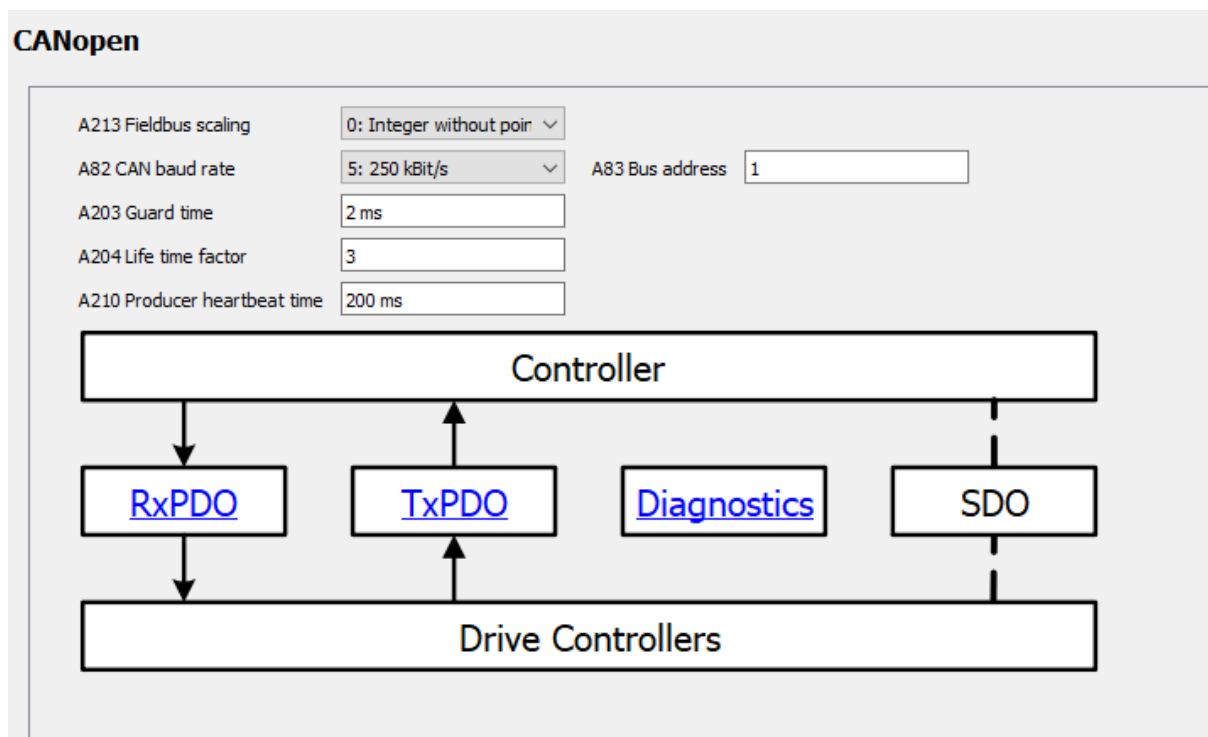 CANopen
A213 Fieldbus scaling 0: Integer without poin
A82 CAN baud rate 5: 250 kBit/s A83 Bus address 1
A203 Guard time 2 ms
A204 Life time factor 3
A210 Producer heartbeat time 200 ms
Controller
RxPDO TxPDO Diagnostics SDO
Drive Controllers